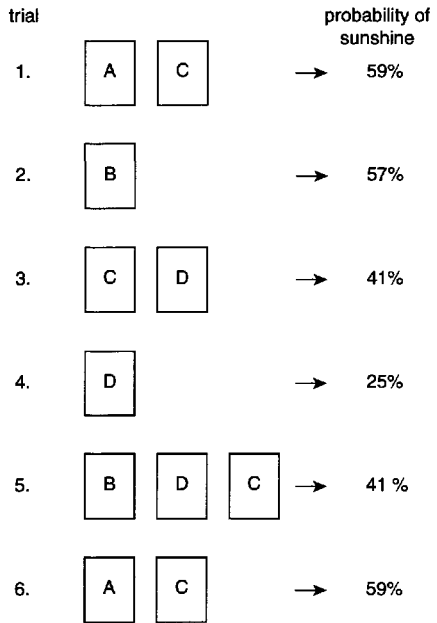 trial probability of
sunshine
1. A C → 59%
2. B → 57%
3. C D → 41%
4. D → 25%
5. B D C → 41 %
6. A C → 59%